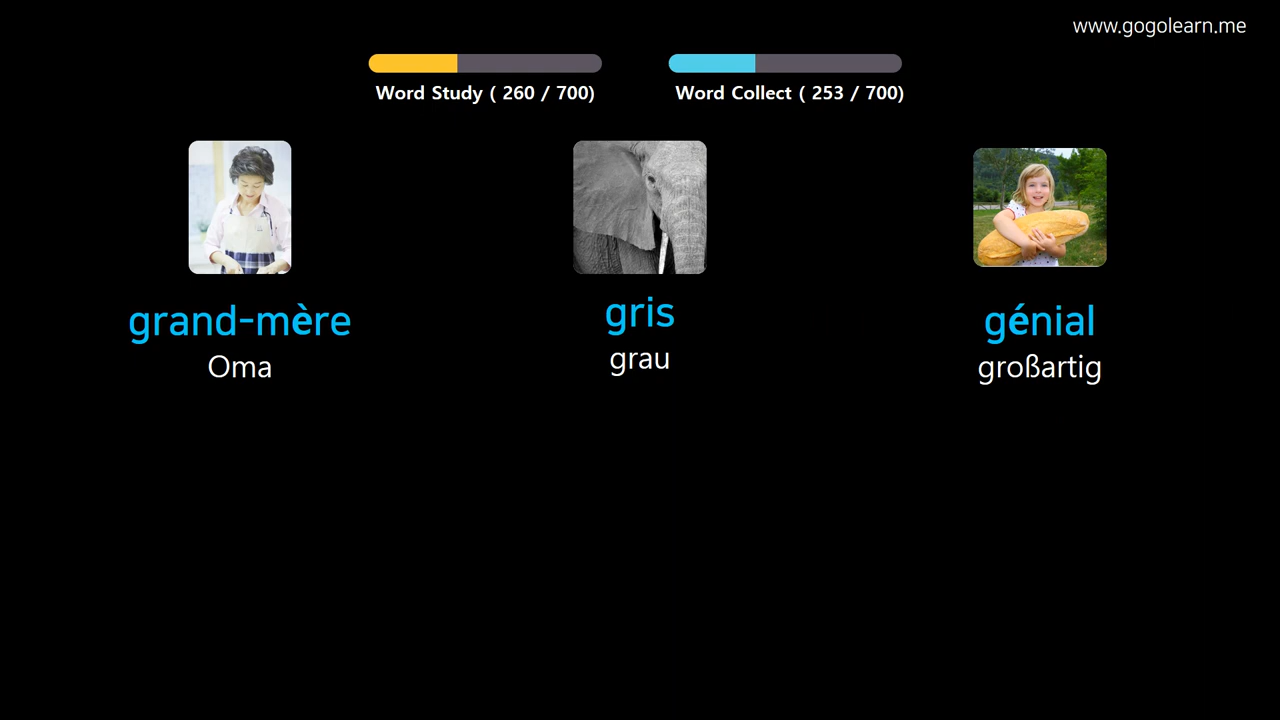 www.gogolearn.me
Word Study ( 260 / 700)
Word Collect ( 253 / 700)
grand-mère
Oma
gris
grau
génial
großartig